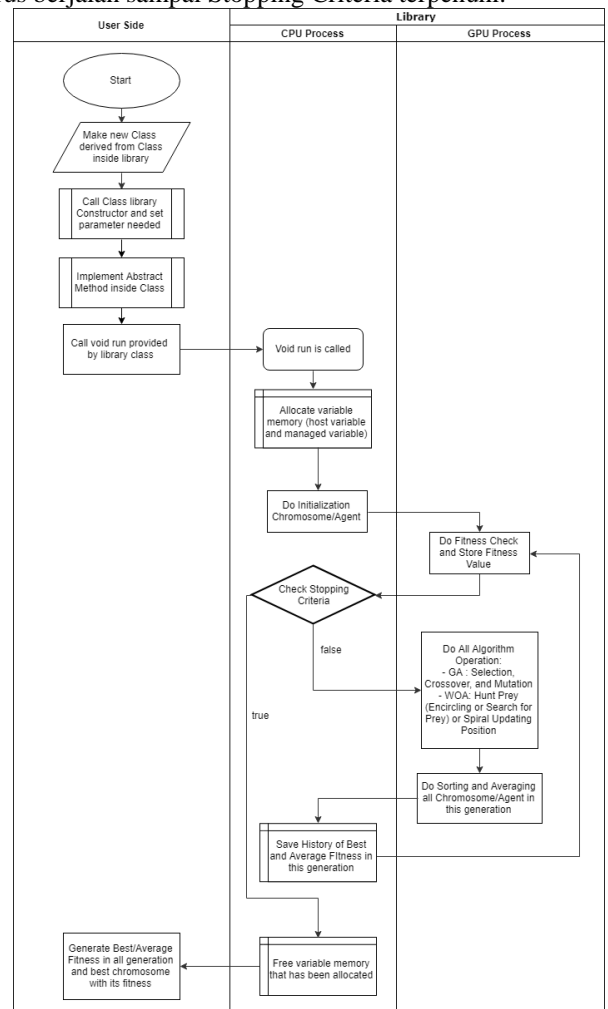 us berjalan sampai Stopping Criteria terpenuhi.
User Side
Library
CPU Process
GPU Process
Start
Make new Class
derived from Class
inside library
Call Class library
Constructor and set
parameter needed
Implement Abstract
Method inside Class
Call void run provided
by library class
Void run is called
Allocate variable
memory (host variable
and managed variable)
Do Initialization
Chromosome/Agent
Do Fitness Check
and Store Fitness
Value
Check Stopping
Criteria
false
true
Do All Algorithm
Operation:
- GA : Selection,
Crossover, and Mutation
- WOA: Hunt Prey
(Encircling or Search for
Prey) or Spiral Updating
Position
Do Sorting and Averaging
all Chromosome/Agent in
this generation
Save History of Best
and Average FItness in
this generation
Free variable memory
that has been allocated
Generate Best/Average
Fitness in all generation
and best chromosome
with its fitness